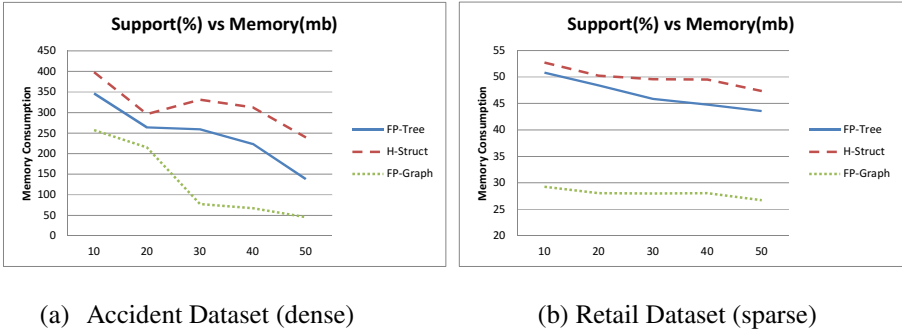 Support(%) vs Memory(mb)
Memory Consumption
450
400
350
300
250
200
150
100
50
0
10 20 30 40 50
FP-Tree
H-Struct
FP-Graph
(a) Accident Dataset (dense)
Support(%) vs Memory(mb)
Memory Consumption
55
50
45
40
35
30
25
20
10 20 30 40 50
FP-Tree
H-Struct
FP-Graph
(b) Retail Dataset (sparse)